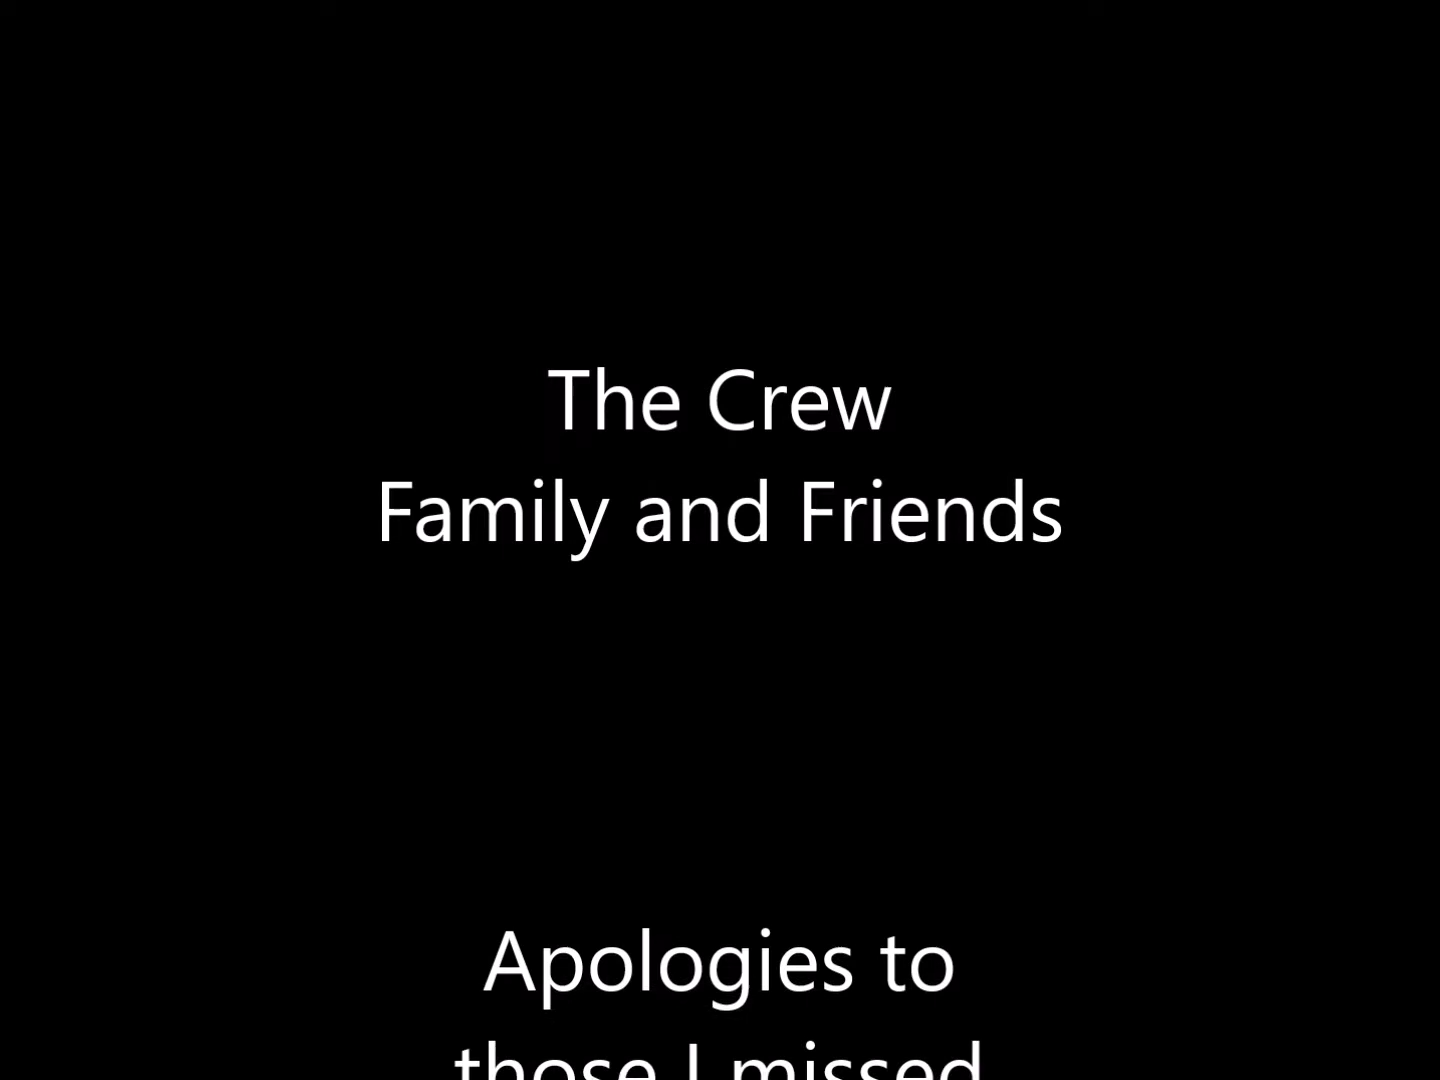 The Crew
Family and Friends
Apologies to
those I missed